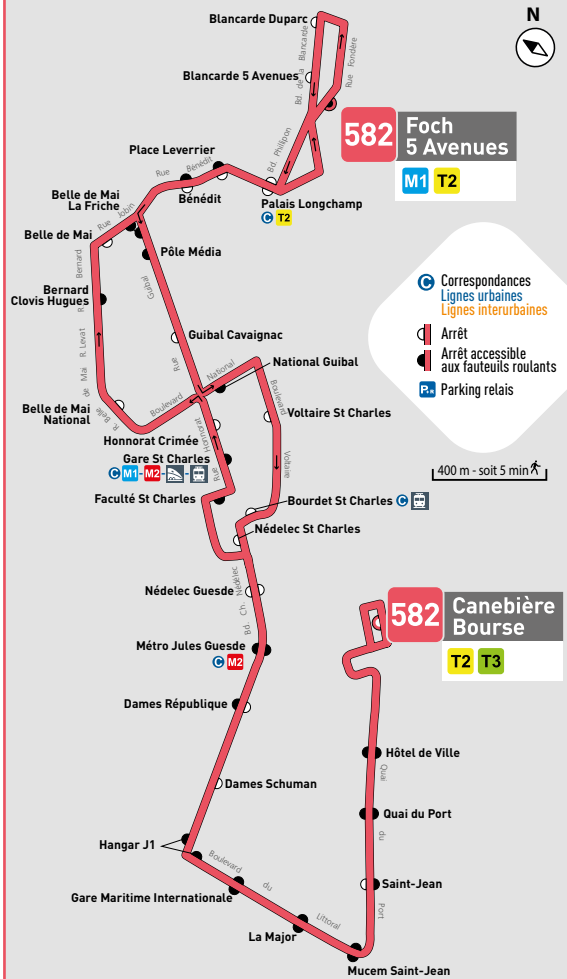 N
Blancarde Duparc
Bd. de la Blancarde
Rue Fondère
Blancarde 5 Avenues
582
Foch
5 Avenues
M1 T2
Place Leverrier
Bd. Philipon
Rue Bénédit
Bénédit
Palais Longchamp
C T2
Belle de Mai
La Friche
Rue Jobin
Belle de Mai
Pôle Média
R. Bernard
Bernard
Clovis Hugues
Rue Guibal
C Correspondances
Lignes urbaines
Lignes interurbaines
Arrêt
Arrêt accessible
aux fauteuils roulants
P+R Parking relais
Guibal Cavaignac
R. Levat
National Guibal
Boulevard National
R. Belle de Mai
Belle de Mai
National
Voltaire St Charles
Boulevard Voltaire
Honnorat Crimée
Rue Honnorat
Gare St Charles
C M1 - M2 - -
400 m - soit 5 min
Faculté St Charles
Bourdet St Charles C
Nédelec St Charles
Nédelec Guesde
Bd. Ch. Nédelec
582
Canebière
Bourse
T2 T3
Métro Jules Guesde
C M2
Dames République
Hôtel de Ville
Dames Schuman
Quai du Port
Quai du Port
Hangar J1
Boulevard du Littoral
Saint-Jean
Gare Maritime Internationale
La Major
Mucem Saint-Jean